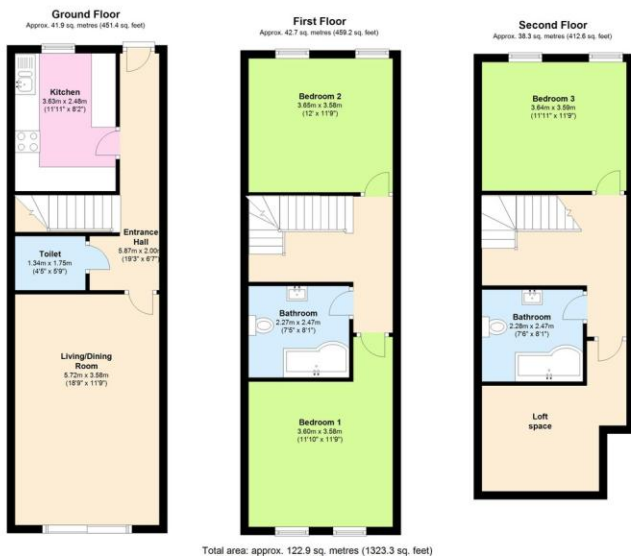 Ground Floor
Approx. 41.9 sq. metres (451.4 sq. feet)
Kitchen
3.63m x 2.48m
(11'11" x 8'2")
Entrance
Hall
5.87m x 2.00m
(19'3" x 6'7")
Toilet
1.34m x 1.75m
(4'5" x 5'9")
Living/Dining
Room
5.72m x 3.58m
(18'9" x 11'9")
First Floor
Approx. 42.7 sq. metres (459.2 sq. feet)
Bedroom 2
3.65m x 3.58m
(12' x 11'9")
Bathroom
2.27m x 2.47m
(7'5" x 8'1")
Bedroom 1
3.60m x 3.58m
(11'10" x 11'9")
Second Floor
Approx. 38.3 sq. metres (412.6 sq. feet)
Bedroom 3
3.64m x 3.59m
(11'11" x 11'9")
Bathroom
2.28m x 2.47m
(7'6" x 8'1")
Loft
space
Total area: approx. 122.9 sq. metres (1323.3 sq. feet)